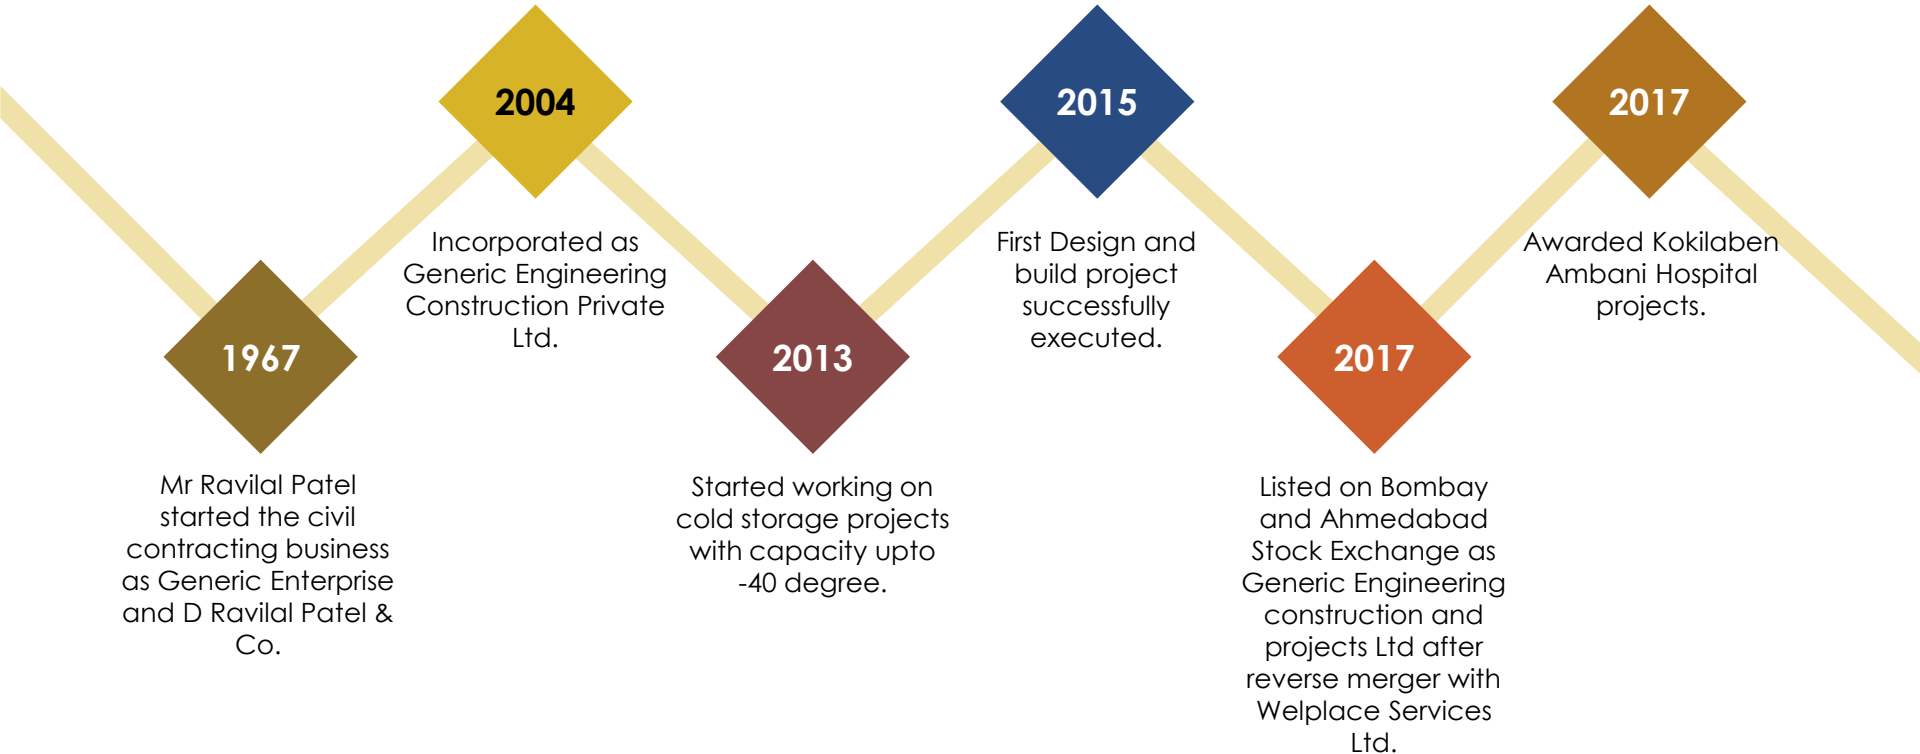 1967
Mr Ravilal Patel
started the civil
contracting business
as Generic Enterprise
and D Ravilal Patel &
Co.
2004
Incorporated as
Generic Engineering
Construction Private
Ltd.
2013
Started working on
cold storage projects
with capacity upto
-40 degree.
2015
First Design and
build project
successfully
executed.
2017
Listed on Bombay
and Ahmedabad
Stock Exchange as
Generic Engineering
construction and
projects Ltd after
reverse merger with
Welplace Services
Ltd.
2017
Awarded Kokilaben
Ambani Hospital
projects.